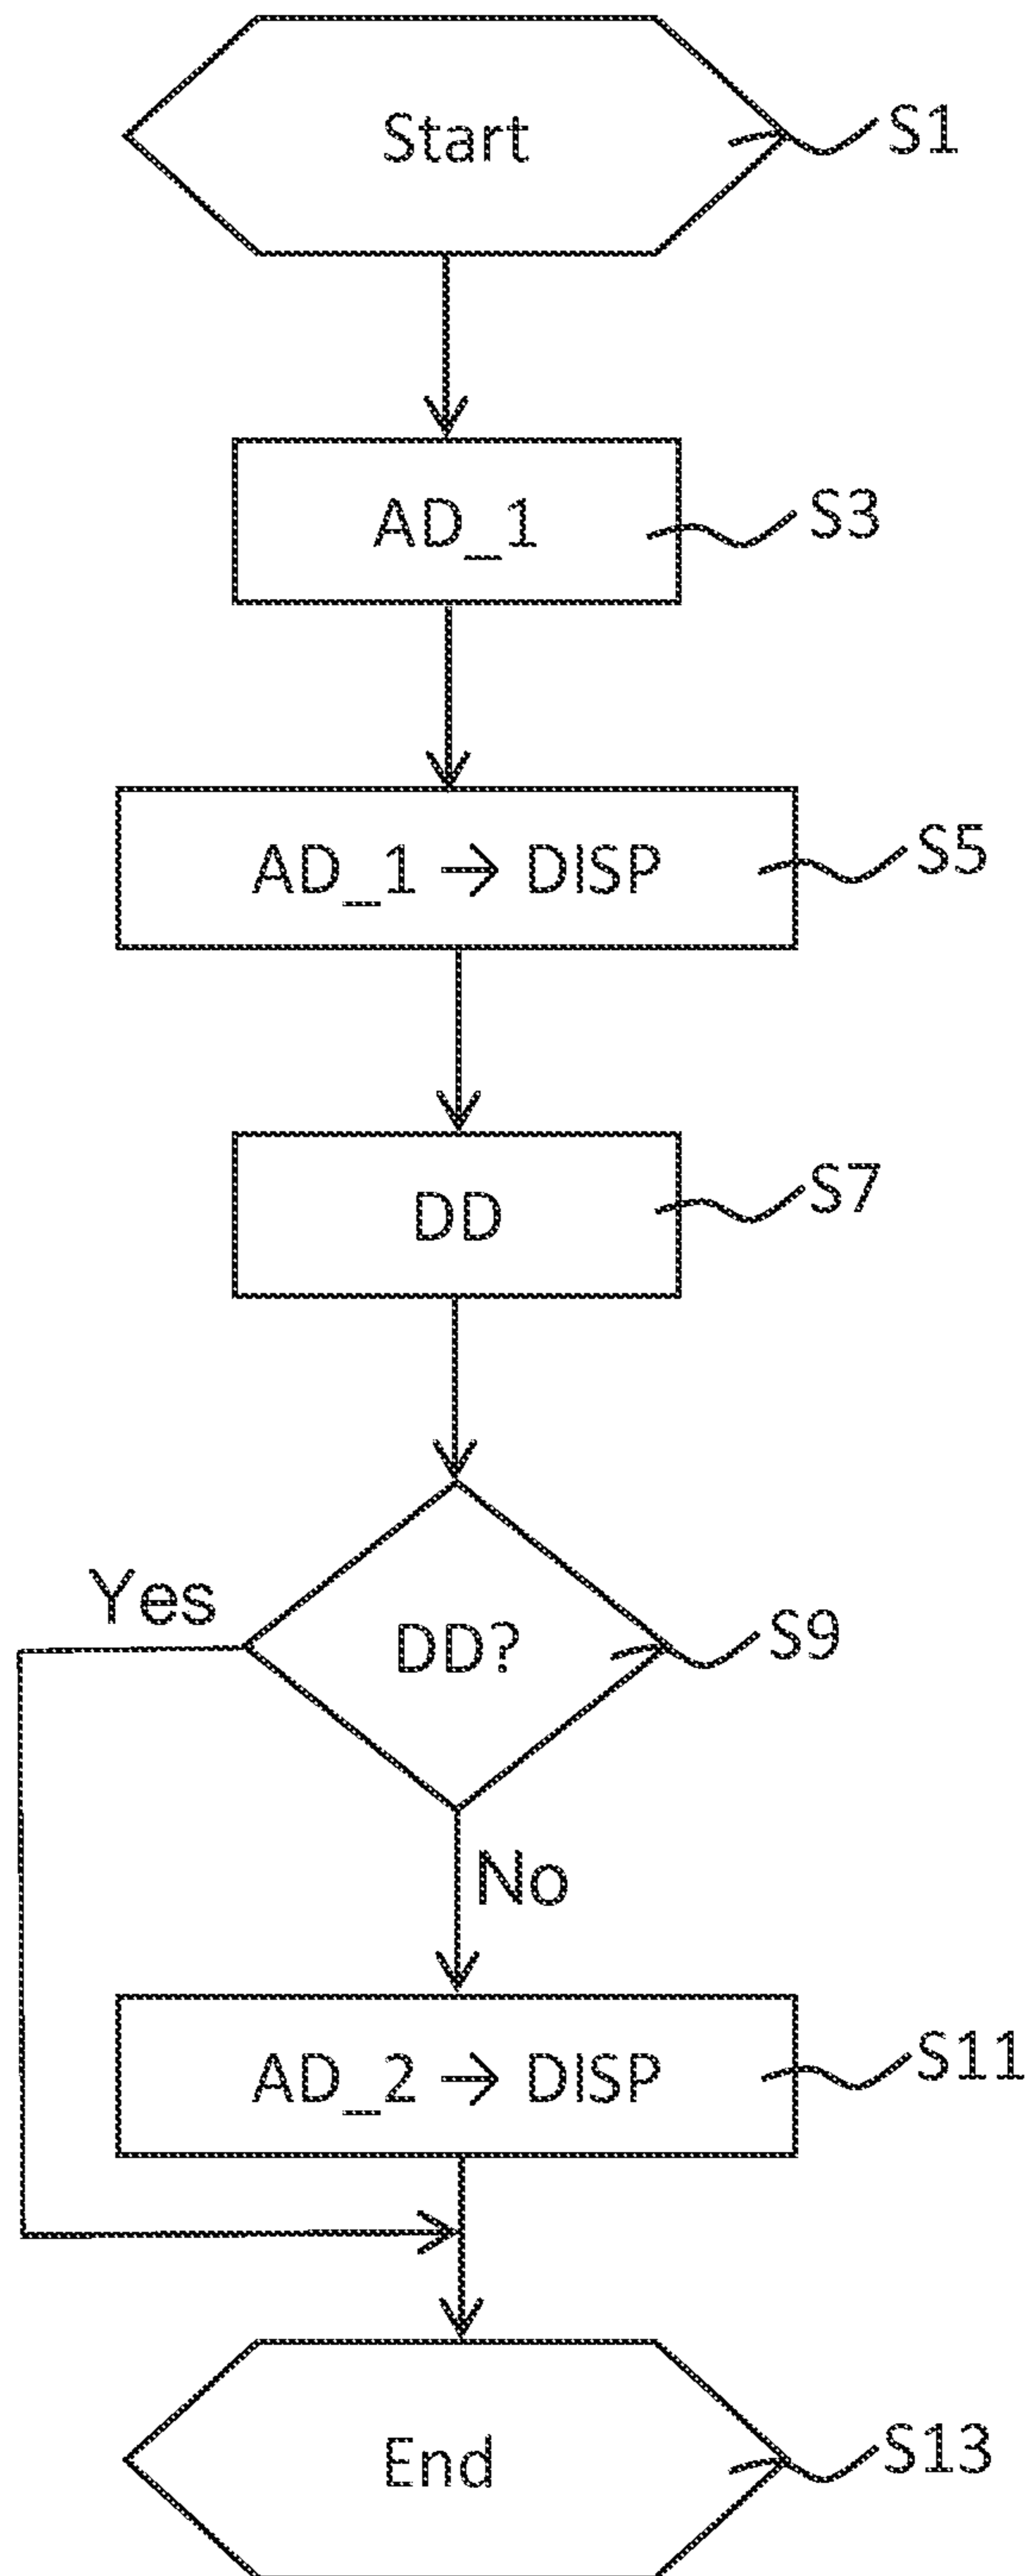 Start
S1
AD_1
S3
AD_1 → DISP
S5
DD
S7
Yes
DD?
S9
No
AD_2 → DISP
S11
End
S13